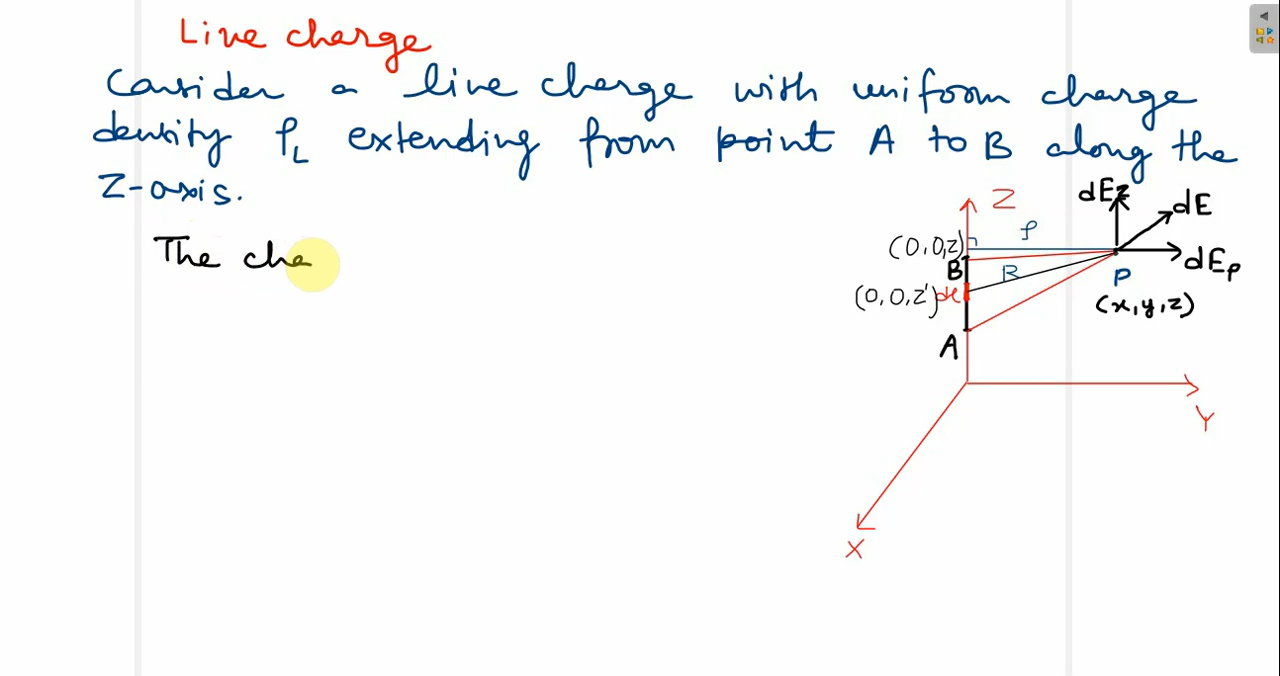 Line charge
Consider a line charge with uniform charge
density ρL extending from point A to B along the
Z-axis.
The cha
Z
dEz
dE
(0,0,z)
ρ
dEρ
B
R
P
(0,0,z') dl
(x,y,z)
A
Y
X